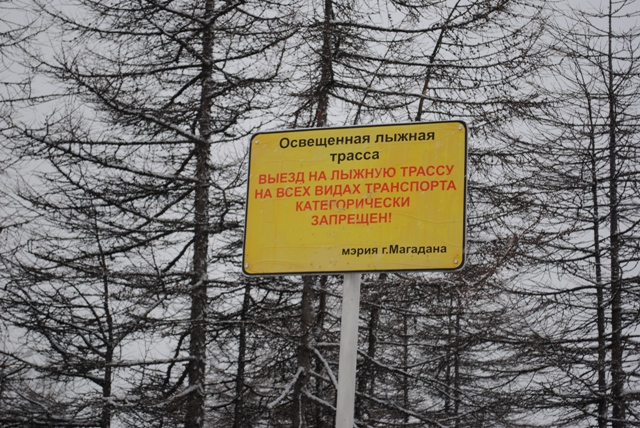 Освещенная лыжная
трасса
ВЫЕЗД НА ЛЫЖНУЮ ТРАССУ
НА ВСЕХ ВИДАХ ТРАНСПОРТА
КАТЕГОРИЧЕСКИ
ЗАПРЕЩЕН!
мэрия г.Магадана